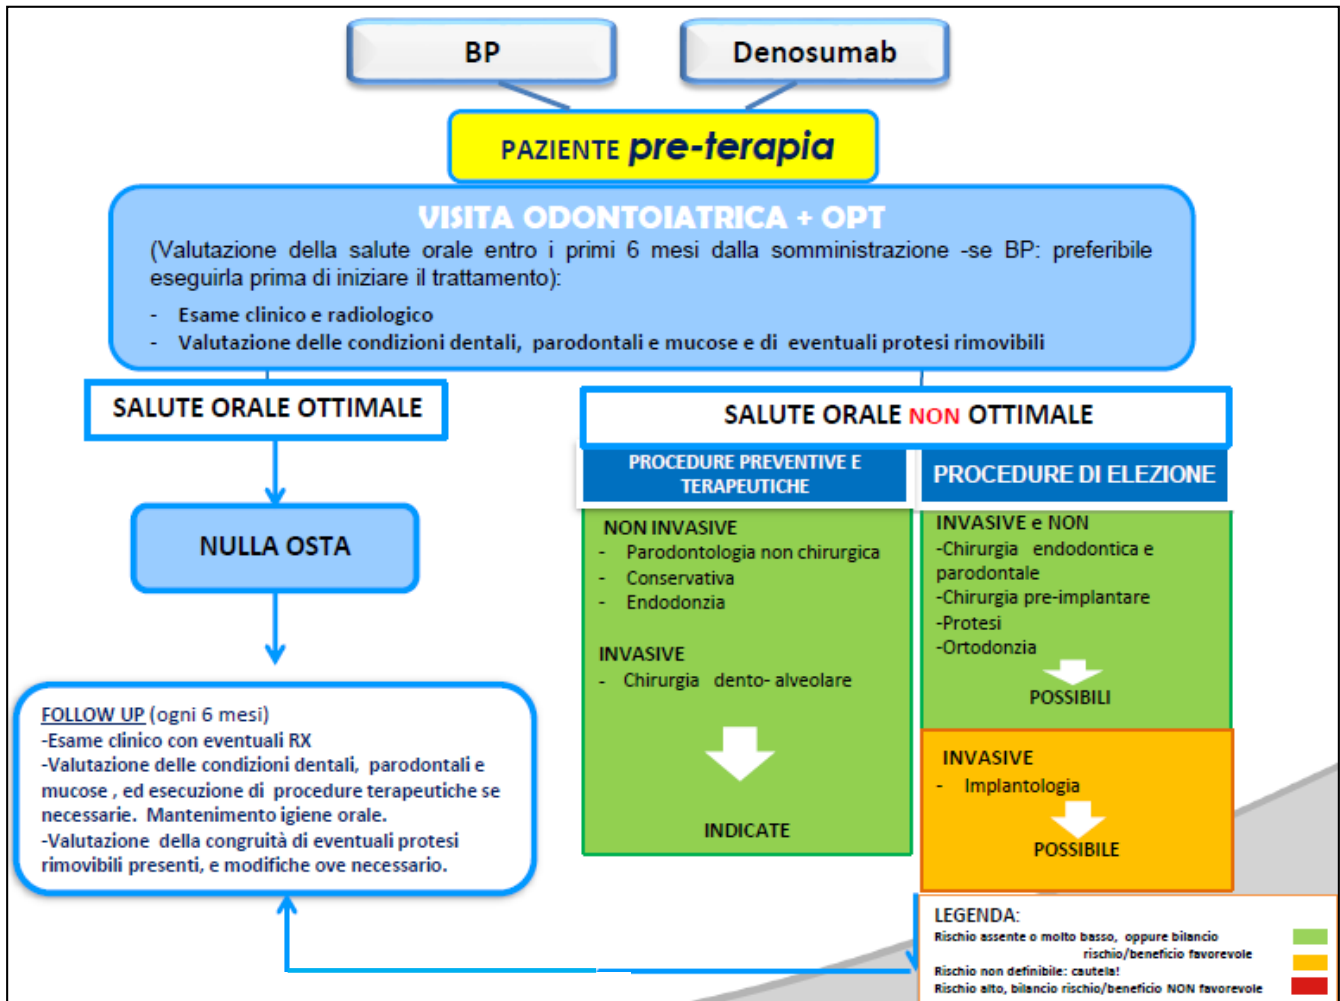 BP
Denosumab
PAZIENTE pre-terapia
VISITA ODONTOIATRICA + OPT
(Valutazione della salute orale entro i primi 6 mesi dalla somministrazione -se BP: preferibile
eseguirla prima di iniziare il trattamento):
- Esame clinico e radiologico
- Valutazione delle condizioni dentali, parodontali e mucose e di eventuali protesi rimovibili
SALUTE ORALE OTTIMALE
NULLA OSTA
FOLLOW UP (ogni 6 mesi)
-Esame clinico con eventuali RX
-Valutazione delle condizioni dentali, parodontali e
mucose , ed esecuzione di procedure terapeutiche se
necessarie. Mantenimento igiene orale.
-Valutazione della congruità di eventuali protesi
rimovibili presenti, e modifiche ove necessario.
SALUTE ORALE NON OTTIMALE
PROCEDURE PREVENTIVE E
TERAPEUTICHE
NON INVASIVE
- Parodontologia non chirurgica
- Conservativa
- Endodonzia
INVASIVE
- Chirurgia dento- alveolare
INDICATE
PROCEDURE DI ELEZIONE
INVASIVE e NON
-Chirurgia endodontica e
parodontale
-Chirurgia pre-implantare
-Protesi
-Ortodonzia
POSSIBILI
INVASIVE
- Implantologia
POSSIBILE
LEGENDA:
Rischio assente o molto basso, oppure bilancio
rischio/beneficio favorevole
Rischio non definibile: cautela!
Rischio alto, bilancio rischio/beneficio NON favorevole